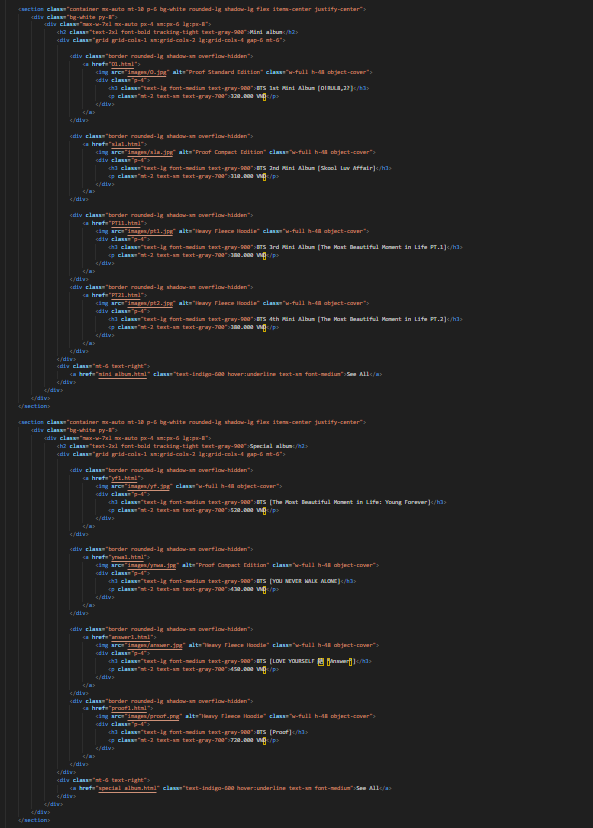 <section class="container mx-auto mt-10 p-6 bg-white rounded-lg shadow-lg flex items-center justify-center">
<div class="bg-white py-8">
<div class="max-w-7xl mx-auto px-4 sm:px-6 lg:px-8">
<h2 class="text-2xl font-bold tracking-tight text-gray-900">Mini album</h2>
<div class="grid grid-cols-1 sm:grid-cols-2 lg:grid-cols-4 gap-6 mt-6">
<div class="border rounded-lg shadow-sm overflow-hidden">
<a href="O1.html">
<img src="images/O.jpg" alt="Proof Standard Edition" class="w-full h-48 object-cover">
<div class="p-4">
<h3 class="text-lg font-medium text-gray-900">BTS 1st Mini Album [O!RUL8,2?]</h3>
<p class="mt-2 text-sm text-gray-700">320.000 VNĐ</p>
</div>
</a>
</div>
<div class="border rounded-lg shadow-sm overflow-hidden">
<a href="sla1.html">
<img src="images/sla.jpg" alt="Proof Compact Edition" class="w-full h-48 object-cover">
<div class="p-4">
<h3 class="text-lg font-medium text-gray-900">BTS 2nd Mini Album [Skool Luv Affair]</h3>
<p class="mt-2 text-sm text-gray-700">310.000 VNĐ</p>
</div>
</a>
</div>
<div class="border rounded-lg shadow-sm overflow-hidden">
<a href="PT11.html">
<img src="images/pt1.jpg" alt="Heavy Fleece Hoodie" class="w-full h-48 object-cover">
<div class="p-4">
<h3 class="text-lg font-medium text-gray-900">BTS 3rd Mini Album [The Most Beautiful Moment in Life PT.1]</h3>
<p class="mt-2 text-sm text-gray-700">380.000 VNĐ</p>
</div>
</a>
</div>
<div class="border rounded-lg shadow-sm overflow-hidden">
<a href="PT21.html">
<img src="images/pt2.jpg" alt="Heavy Fleece Hoodie" class="w-full h-48 object-cover">
<div class="p-4">
<h3 class="text-lg font-medium text-gray-900">BTS 4th Mini Album [The Most Beautiful Moment in Life PT.2]</h3>
<p class="mt-2 text-sm text-gray-700">380.000 VNĐ</p>
</div>
</a>
</div>
</div>
<div class="mt-6 text-right">
<a href="mini album.html" class="text-indigo-600 hover:underline text-sm font-medium">See All</a>
</div>
</div>
</div>
</section>
<section class="container mx-auto mt-10 p-6 bg-white rounded-lg shadow-lg flex items-center justify-center">
<div class="bg-white py-8">
<div class="max-w-7xl mx-auto px-4 sm:px-6 lg:px-8">
<h2 class="text-2xl font-bold tracking-tight text-gray-900">Special album</h2>
<div class="grid grid-cols-1 sm:grid-cols-2 lg:grid-cols-4 gap-6 mt-6">
<div class="border rounded-lg shadow-sm overflow-hidden">
<a href="yf1.html">
<img src="images/yf.jpg" class="w-full h-48 object-cover">
<div class="p-4">
<h3 class="text-lg font-medium text-gray-900">BTS [The Most Beautiful Moment in Life: Young Forever]</h3>
<p class="mt-2 text-sm text-gray-700">520.000 VNĐ</p>
</div>
</a>
</div>
<div class="border rounded-lg shadow-sm overflow-hidden">
<a href="ynwa1.html">
<img src="images/ynwa.jpg" alt="Proof Compact Edition" class="w-full h-48 object-cover">
<div class="p-4">
<h3 class="text-lg font-medium text-gray-900">BTS [YOU NEVER WALK ALONE]</h3>
<p class="mt-2 text-sm text-gray-700">430.000 VNĐ</p>
</div>
</a>
</div>
<div class="border rounded-lg shadow-sm overflow-hidden">
<a href="answer1.html">
<img src="images/answer.jpg" alt="Heavy Fleece Hoodie" class="w-full h-48 object-cover">
<div class="p-4">
<h3 class="text-lg font-medium text-gray-900">BTS [LOVE YOURSELF Answer]</h3>
<p class="mt-2 text-sm text-gray-700">450.000 VNĐ</p>
</div>
</a>
</div>
<div class="border rounded-lg shadow-sm overflow-hidden">
<a href="proof1.html">
<img src="images/proof.png" alt="Heavy Fleece Hoodie" class="w-full h-48 object-cover">
<div class="p-4">
<h3 class="text-lg font-medium text-gray-900">BTS [Proof]</h3>
<p class="mt-2 text-sm text-gray-700">720.000 VNĐ</p>
</div>
</a>
</div>
</div>
<div class="mt-6 text-right">
<a href="special album.html" class="text-indigo-600 hover:underline text-sm font-medium">See All</a>
</div>
</div>
</div>
</section>